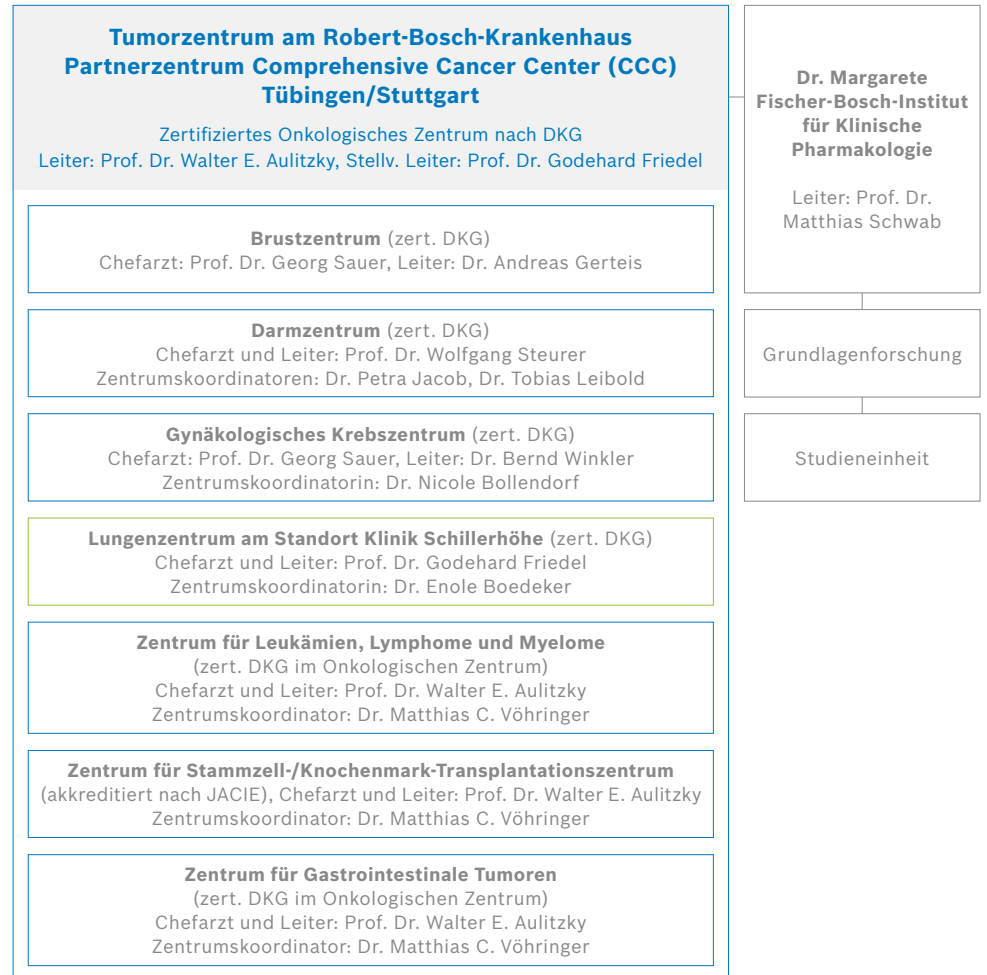 Tumorzentrum am Robert-Bosch-Krankenhaus
Partnerzentrum Comprehensive Cancer Center (CCC)
Tübingen/Stuttgart
Zertifiziertes Onkologisches Zentrum nach DKG
Leiter: Prof. Dr. Walter E. Aulitzky, Stellv. Leiter: Prof. Dr. Godehard Friedel
Brustzentrum (zert. DKG)
Chefarzt: Prof. Dr. Georg Sauer, Leiter: Dr. Andreas Gerteis
Darmzentrum (zert. DKG)
Chefarzt und Leiter: Prof. Dr. Wolfgang Steurer
Zentrumskoordinatoren: Dr. Petra Jacob, Dr. Tobias Leibold
Gynäkologisches Krebszentrum (zert. DKG)
Chefarzt: Prof. Dr. Georg Sauer, Leiter: Dr. Bernd Winkler
Zentrumskoordinatorin: Dr. Nicole Bollendorf
Lungenzentrum am Standort Klinik Schillerhöhe (zert. DKG)
Chefarzt und Leiter: Prof. Dr. Godehard Friedel
Zentrumskoordinatorin: Dr. Enole Boedeker
Zentrum für Leukämien, Lymphome und Myelome
(zert. DKG im Onkologischen Zentrum)
Chefarzt und Leiter: Prof. Dr. Walter E. Aulitzky
Zentrumskoordinator: Dr. Matthias C. Vöhringer
Zentrum für Stammzell-/Knochenmark-Transplantationszentrum
(akkreditiert nach JACIE), Chefarzt und Leiter: Prof. Dr. Walter E. Aulitzky
Zentrumskoordinator: Dr. Matthias C. Vöhringer
Zentrum für Gastrointestinale Tumoren
(zert. DKG im Onkologischen Zentrum)
Chefarzt und Leiter: Prof. Dr. Walter E. Aulitzky
Zentrumskoordinator: Dr. Matthias C. Vöhringer
Dr. Margarete
Fischer-Bosch-Institut
für Klinische
Pharmakologie
Leiter: Prof. Dr.
Matthias Schwab
Grundlagenforschung
Studieneinheit